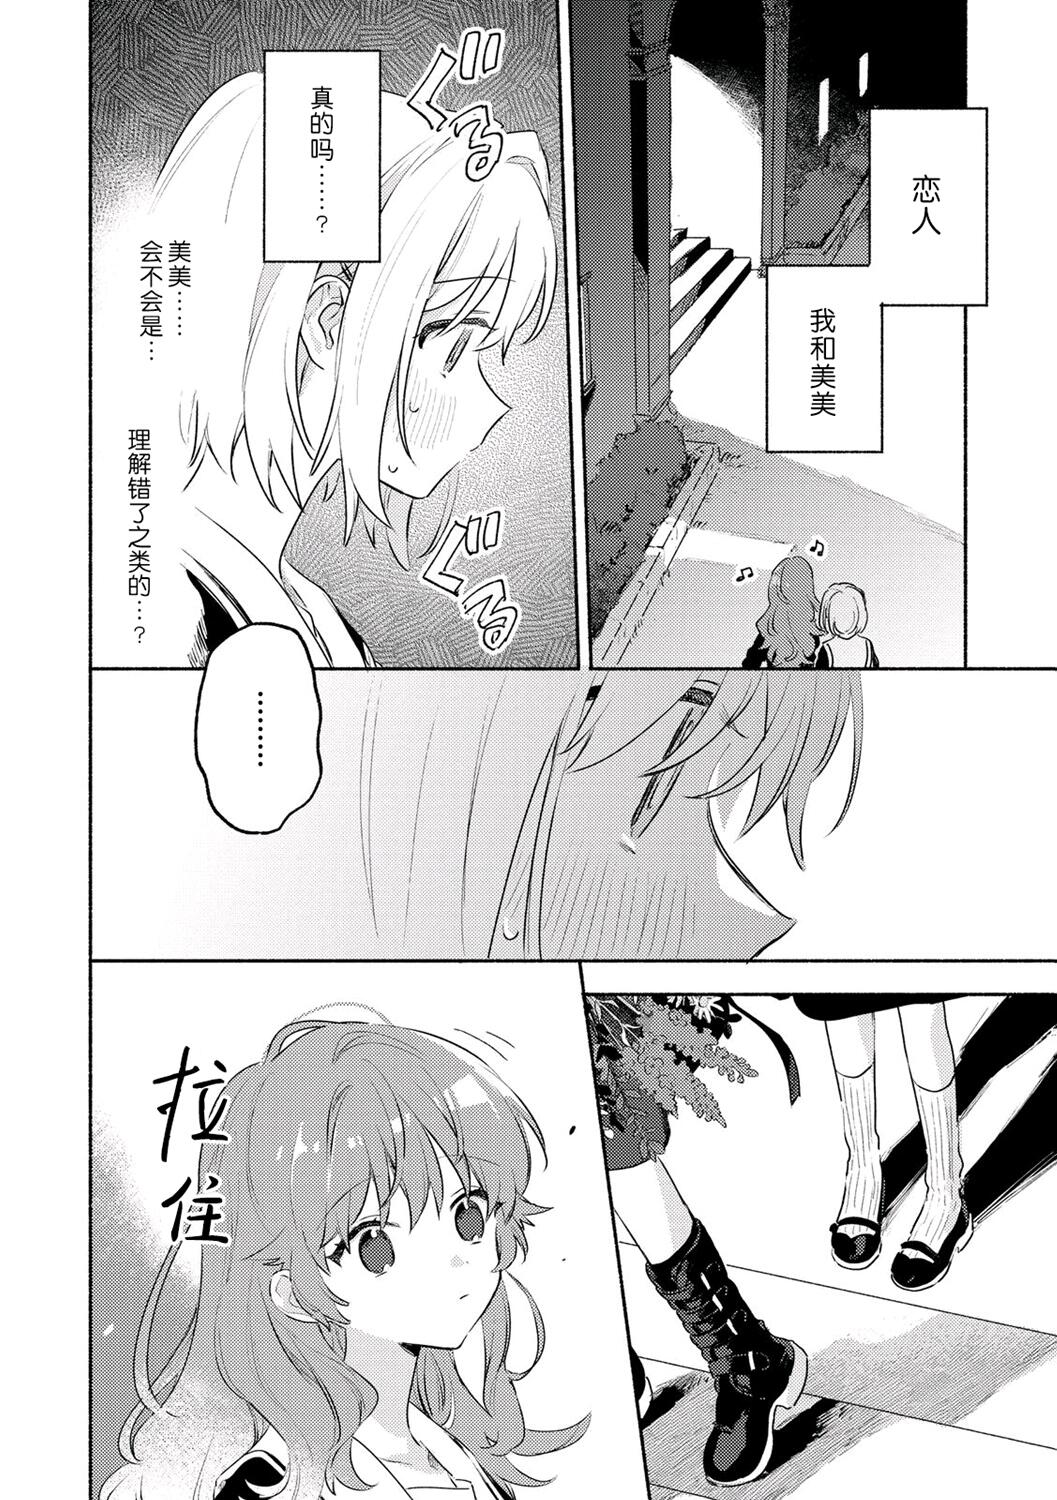 恋人
我和美美
♪
♪
真的吗……?
ぐる
ぐる
美美……
会不会是…
理解错了之类的…?
………
拉住